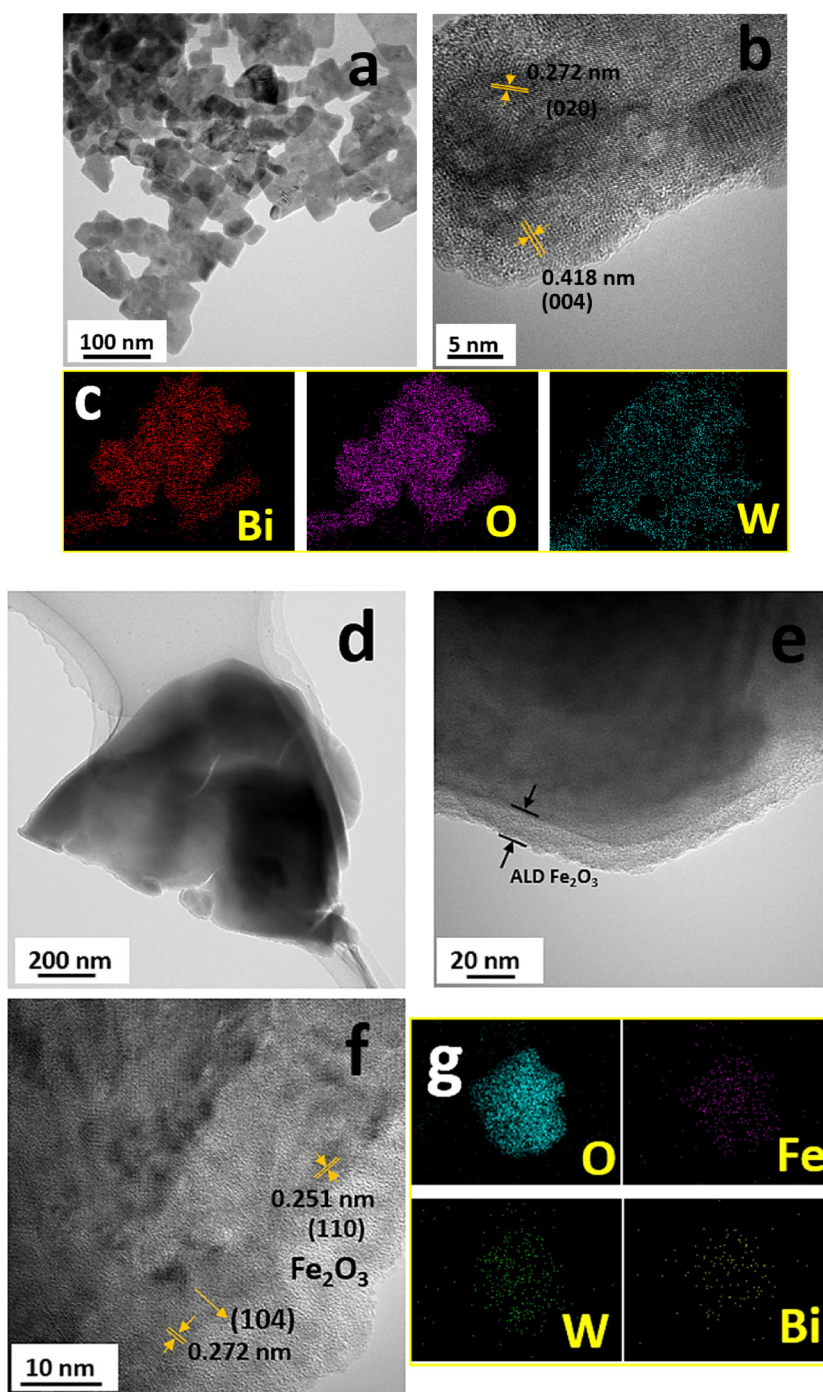 a
100 nm
b
0.272 nm
(020)
0.418 nm
(004)
5 nm
c
Bi
O
W
d
200 nm
e
ALD Fe₂O₃
20 nm
f
0.251 nm
(110)
Fe₂O₃
(104)
0.272 nm
10 nm
g
O
Fe
W
Bi